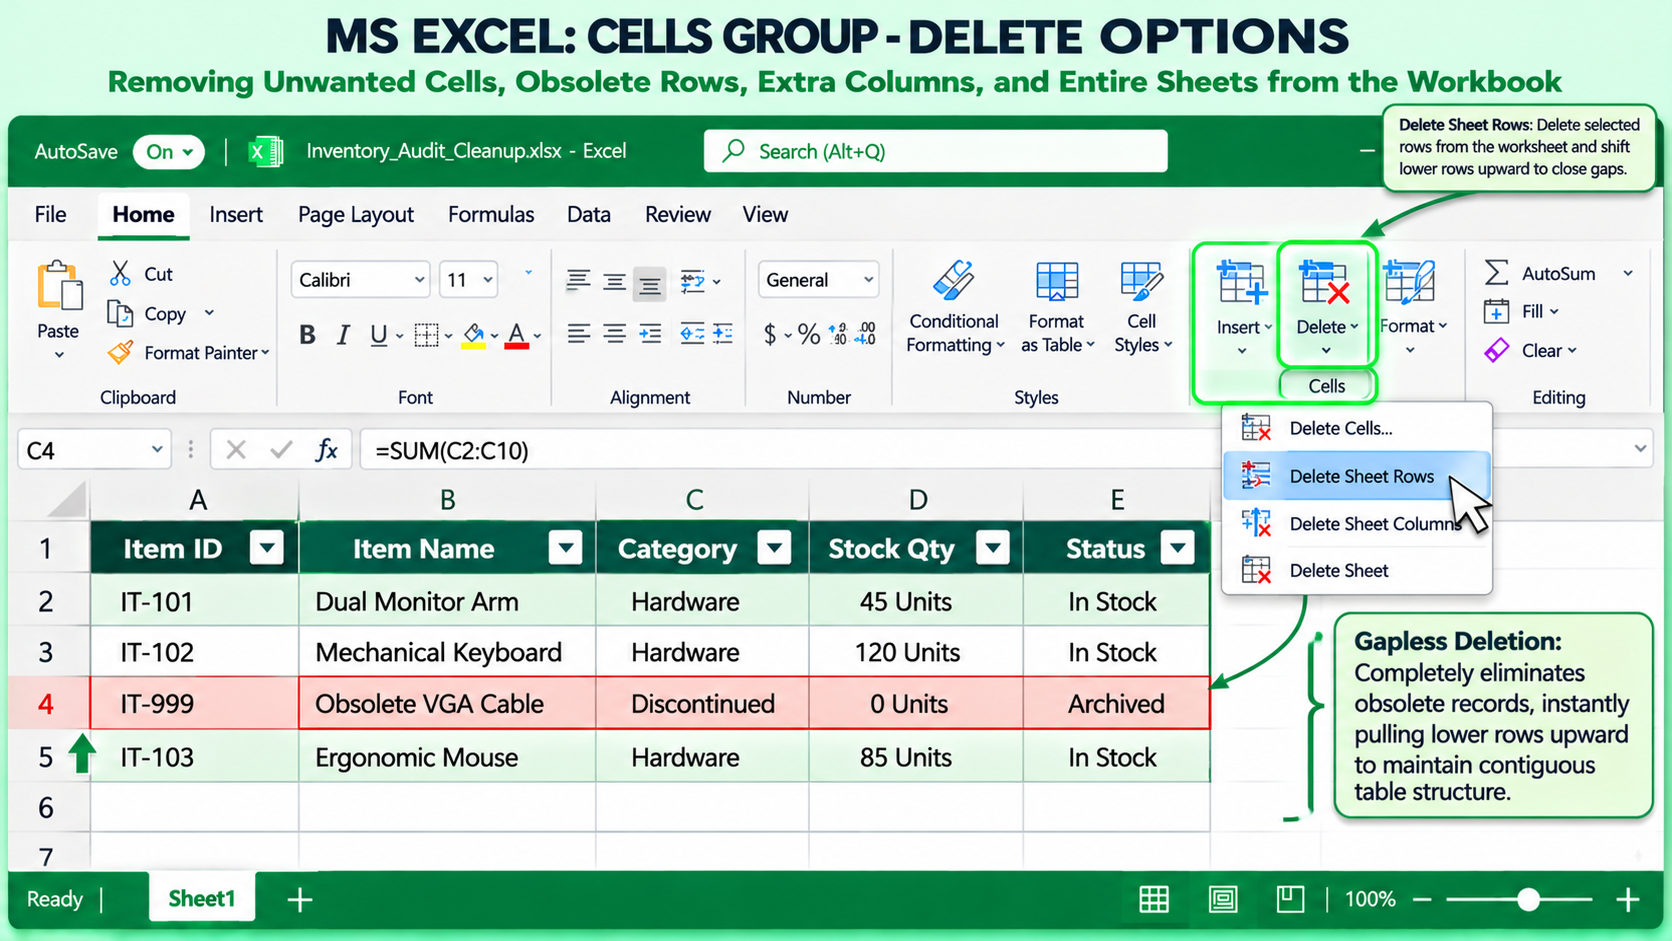 MS EXCEL: CELLS GROUP - DELETE OPTIONS
Removing Unwanted Cells, Obsolete Rows, Extra Columns, and Entire Sheets from the Workbook
AutoSave On Inventory_Audit_Cleanup.xlsx - Excel Search (Alt+Q)
Delete Sheet Rows: Delete selected
rows from the worksheet and shift
lower rows upward to close gaps.
File Home Insert Page Layout Formulas Data Review View
Paste
Cut
Copy
Format Painter
Clipboard
Calibri 11
B I U A
Font
Alignment
General
$ % .00
Number
Conditional
Formatting
Format
as Table
Cell
Styles
Styles
Insert
Delete
Format
Cells
AutoSum
Fill
Clear
Editing
Delete Cells...
Delete Sheet Rows
Delete Sheet Columns
Delete Sheet
C4 fx =SUM(C2:C10)
A B C D E
1 Item ID Item Name Category Stock Qty Status
2 IT-101 Dual Monitor Arm Hardware 45 Units In Stock
3 IT-102 Mechanical Keyboard Hardware 120 Units In Stock
4 IT-999 Obsolete VGA Cable Discontinued 0 Units Archived
5 IT-103 Ergonomic Mouse Hardware 85 Units In Stock
6
7
Gapless Deletion:
Completely eliminates
obsolete records, instantly
pulling lower rows upward
to maintain contiguous
table structure.
Ready Sheet1 100%